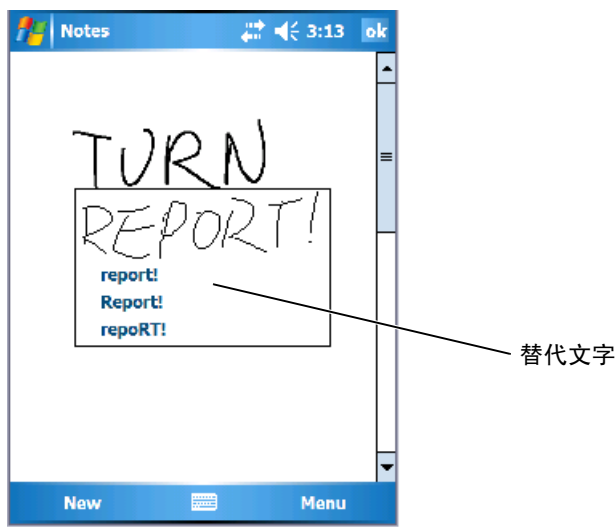 Notes 3:13 ok
TURN
REPORT!
report!
Report!
repoRT!
替代文字
New Menu